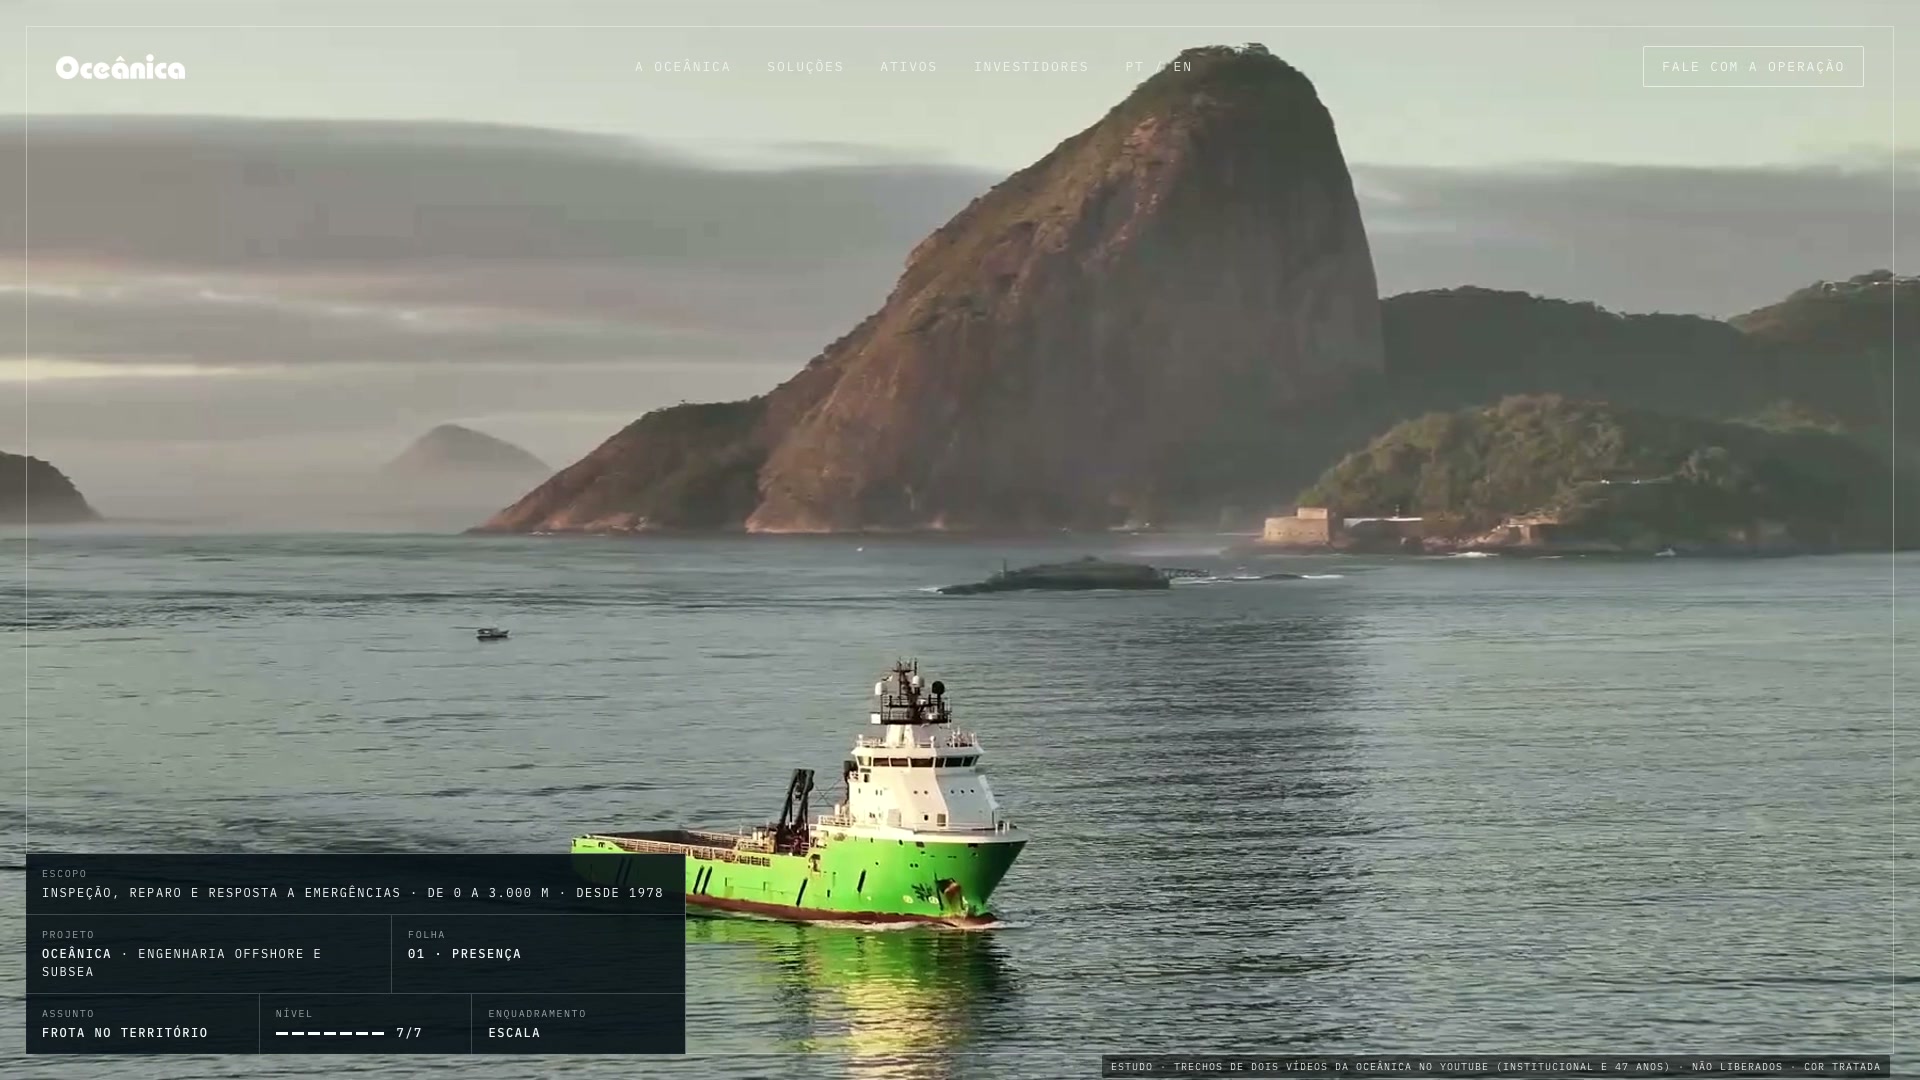 Oceânica
A OCEÂNICA SOLUÇÕES ATIVOS INVESTIDORES PT / EN
FALE COM A OPERAÇÃO
ESCOPO
INSPEÇÃO, REPARO E RESPOSTA A EMERGÊNCIAS · DE 0 A 3.000 M · DESDE 1978
PROJETO
OCEÂNICA · ENGENHARIA OFFSHORE E
SUBSEA
FOLHA
01 · PRESENÇA
ASSUNTO
FROTA NO TERRITÓRIO
NÍVEL
7/7
ENQUADRAMENTO
ESCALA
ESTUDO · TRECHOS DE DOIS VÍDEOS DA OCEÂNICA NO YOUTUBE (INSTITUCIONAL E 47 ANOS) · NÃO LIBERADOS · COR TRATADA